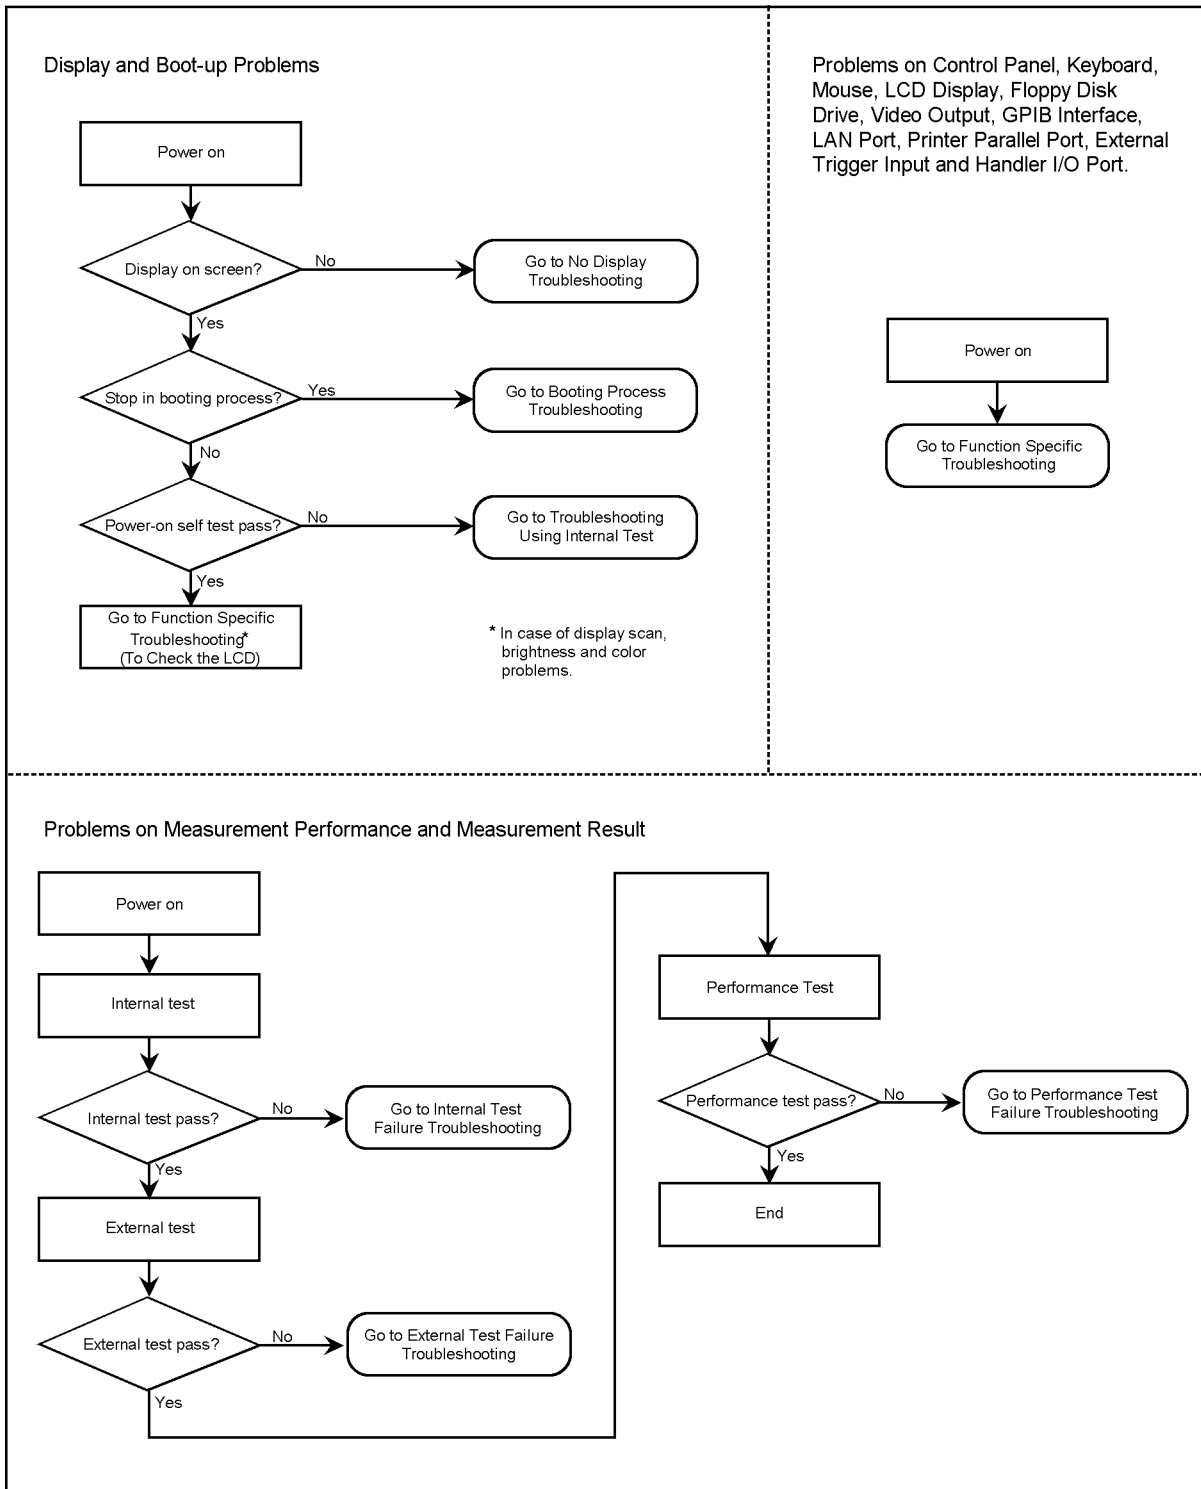 Display and Boot-up Problems
Power on
Display on screen?
No
Go to No Display
Troubleshooting
Yes
Stop in booting process?
Yes
Go to Booting Process
Troubleshooting
No
Power-on self test pass?
No
Go to Troubleshooting
Using Internal Test
Yes
Go to Function Specific
Troubleshooting*
(To Check the LCD)
* In case of display scan,
brightness and color
problems.
Problems on Control Panel, Keyboard,
Mouse, LCD Display, Floppy Disk
Drive, Video Output, GPIB Interface,
LAN Port, Printer Parallel Port, External
Trigger Input and Handler I/O Port.
Power on
Go to Function Specific
Troubleshooting
Problems on Measurement Performance and Measurement Result
Power on
Internal test
Internal test pass?
No
Go to Internal Test
Failure Troubleshooting
Yes
External test
External test pass?
No
Go to External Test Failure
Troubleshooting
Yes
Performance Test
Performance test pass?
No
Go to Performance Test
Failure Troubleshooting
Yes
End